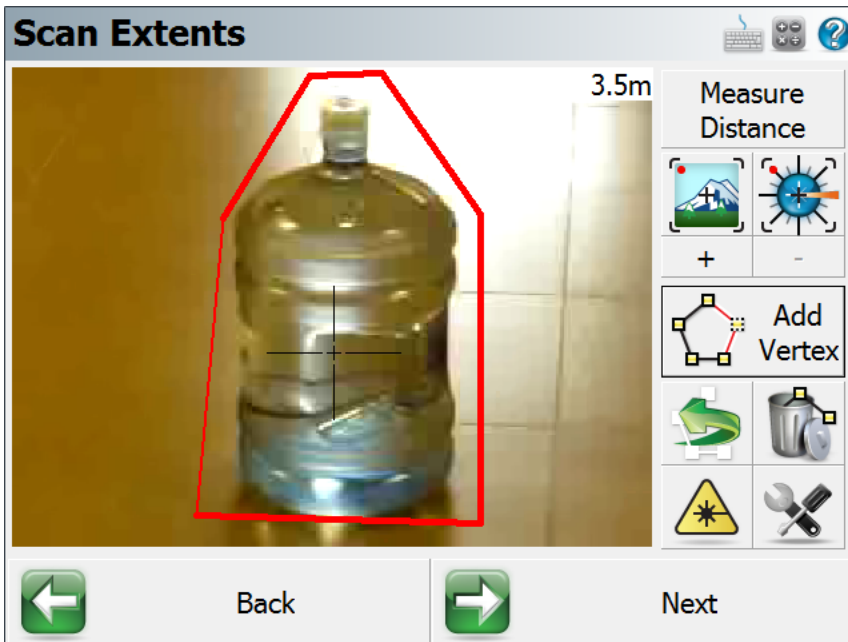 Scan Extents
3.5m
Measure
Distance
+
-
Add
Vertex
Back
Next